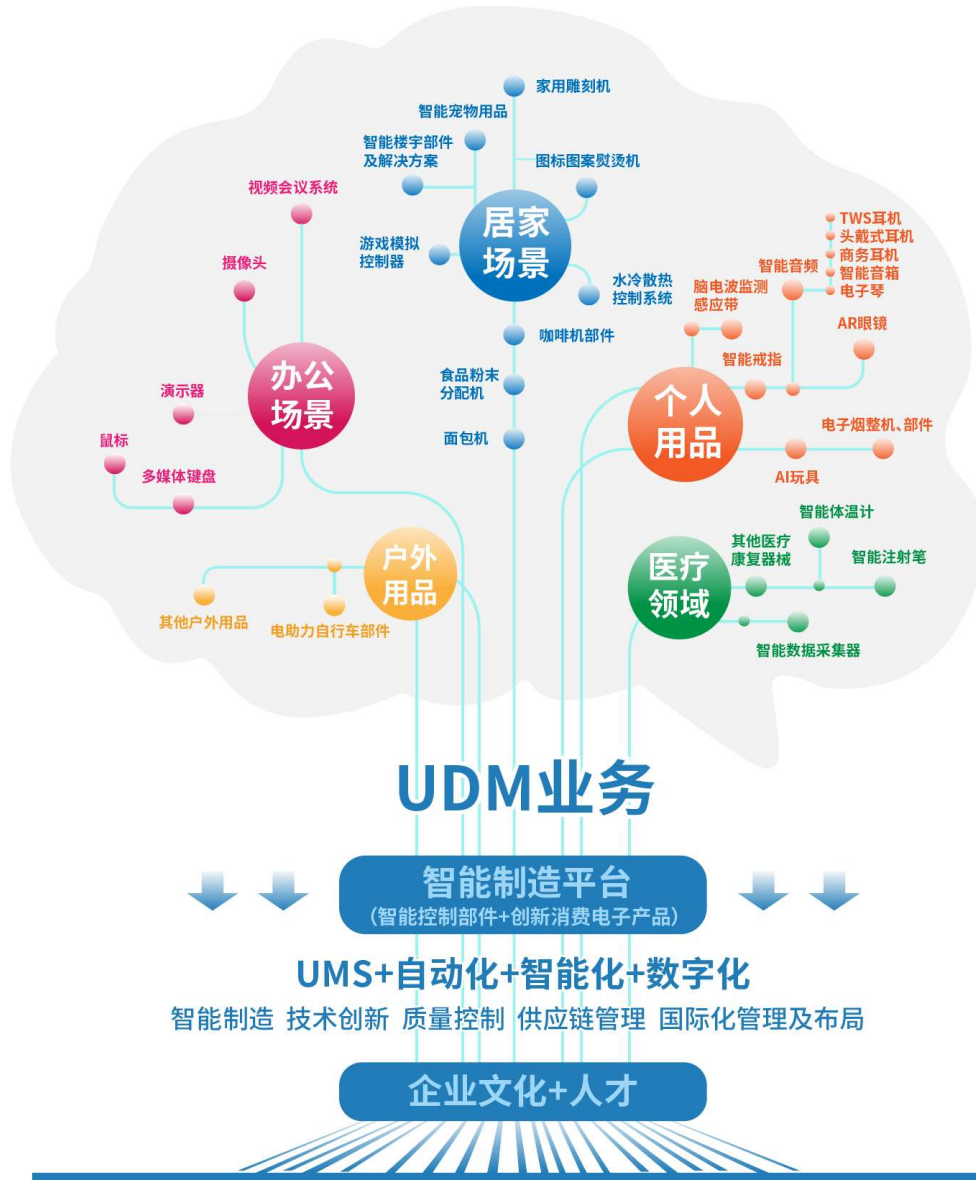 家用雕刻机
智能宠物用品
智能楼宇部件
及解决方案
图标图案熨烫机
居家
场景
游戏模拟
控制器
水冷散热
控制系统
咖啡机部件
食品粉末
分配机
面包机
视频会议系统
摄像头
办公
场景
演示器
鼠标
多媒体键盘
TWS耳机
头戴式耳机
商务耳机
智能音箱
电子琴
智能音频
脑电波监测
感应带
AR眼镜
智能戒指
个人
用品
电子烟整机、部件
AI玩具
户外
用品
其他户外用品
电助力自行车部件
医疗
领域
智能体温计
其他医疗
康复器械
智能注射笔
智能数据采集器
UDM业务
智能制造平台
（智能控制部件+创新消费电子产品）
UMS+自动化+智能化+数字化
智能制造 技术创新 质量控制 供应链管理 国际化管理及布局
企业文化+人才